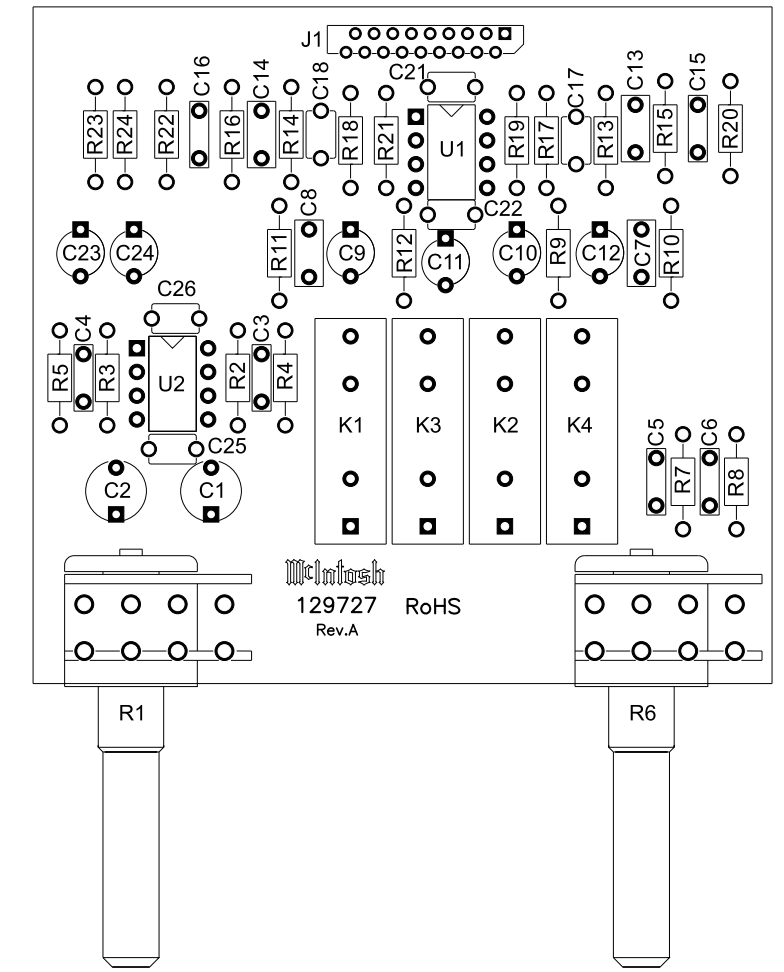 J1
C16
C14
C18
C21
C17
C13
C15
R23
R24
R22
R16
R14
R18
R21
U1
R19
R17
R13
R15
R20
C8
C22
C23
C24
R11
C9
R12
C11
C10
R9
C12
C7
R10
C26
C4
C3
R5
R3
U2
R2
R4
K1
K3
K2
K4
C25
C5
C6
C2
C1
R7
R8
McIntosh
129727 RoHS
Rev.A
R1
R6